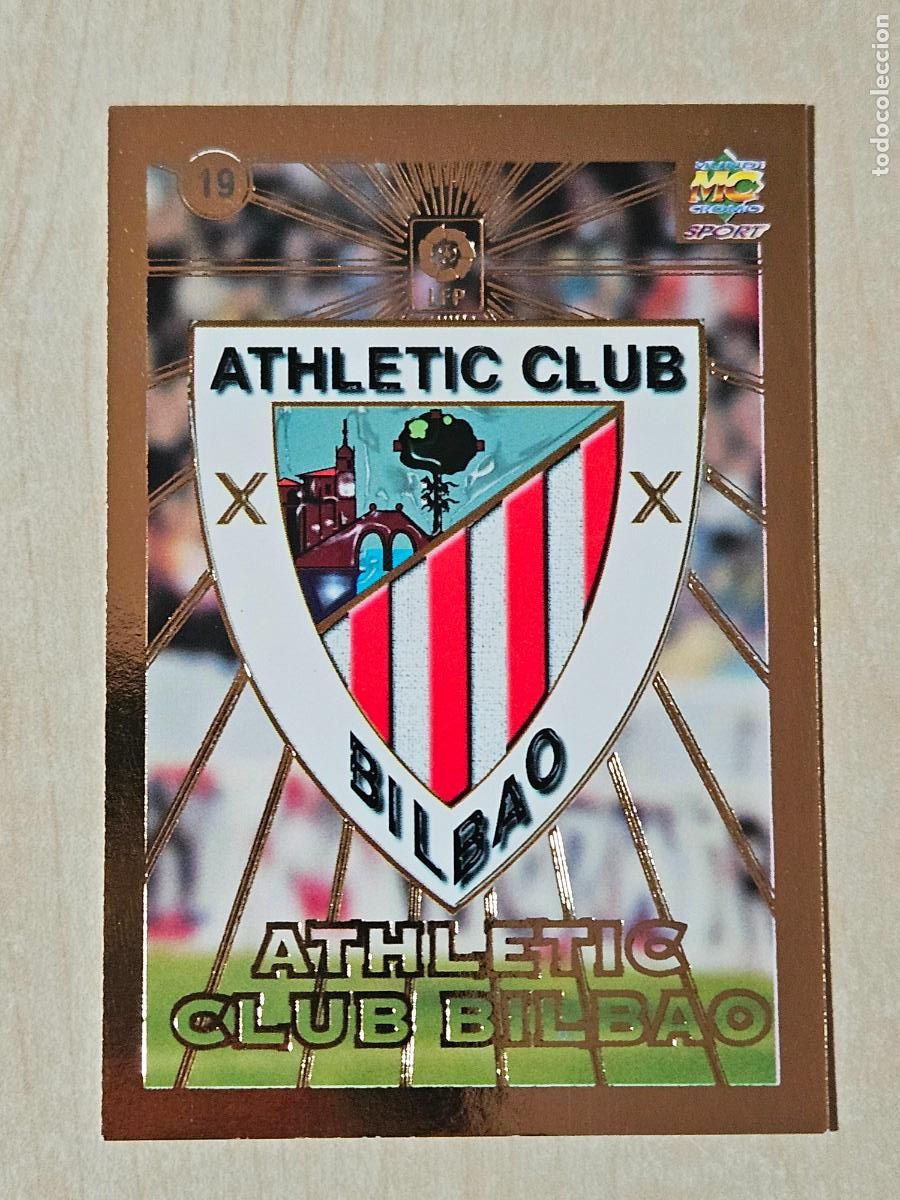 19
MUNDI
MC
CROMO
SPORT
LFP
ATHLETIC CLUB
X X
BILBAO
ATHLETIC
CLUB BILBAO
todocoleccion